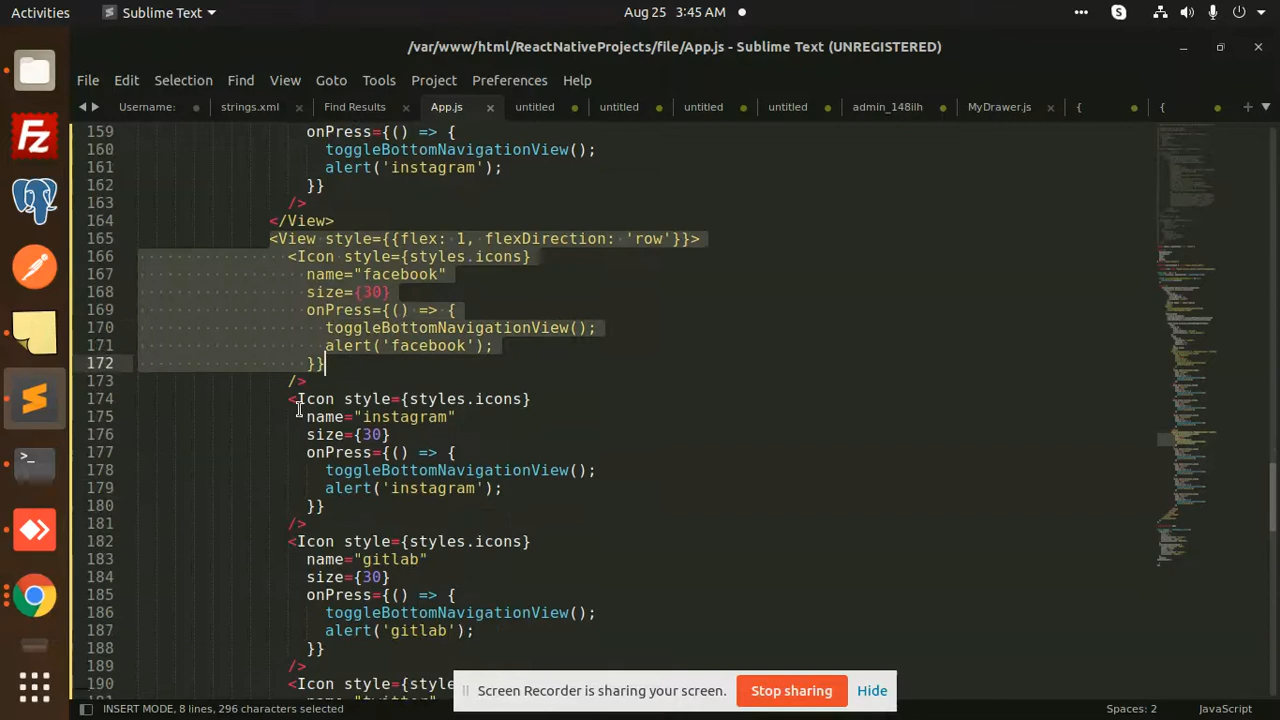 Activities Sublime Text Aug 25 3:45 AM
/var/www/html/ReactNativeProjects/file/App.js - Sublime Text (UNREGISTERED)
File Edit Selection Find View Goto Tools Project Preferences Help
Username: strings.xml Find Results App.js untitled untitled untitled untitled admin_148ilh MyDrawer.js { {
159 onPress={() => {
160 toggleBottomNavigationView();
161 alert('instagram');
162 }}
163 />
164 </View>
165 <View style={{flex: 1, flexDirection: 'row'}}>
166 <Icon style={styles.icons}
167 name="facebook"
168 size={30}
169 onPress={() => {
170 toggleBottomNavigationView();
171 alert('facebook');
172 }}
173 />
174 <Icon style={styles.icons}
175 name="instagram"
176 size={30}
177 onPress={() => {
178 toggleBottomNavigationView();
179 alert('instagram');
180 }}
181 />
182 <Icon style={styles.icons}
183 name="gitlab"
184 size={30}
185 onPress={() => {
186 toggleBottomNavigationView();
187 alert('gitlab');
188 }}
189 />
190 <Icon style={style
Screen Recorder is sharing your screen. Stop sharing Hide
INSERT MODE, 8 lines, 296 characters selected Spaces: 2 JavaScript